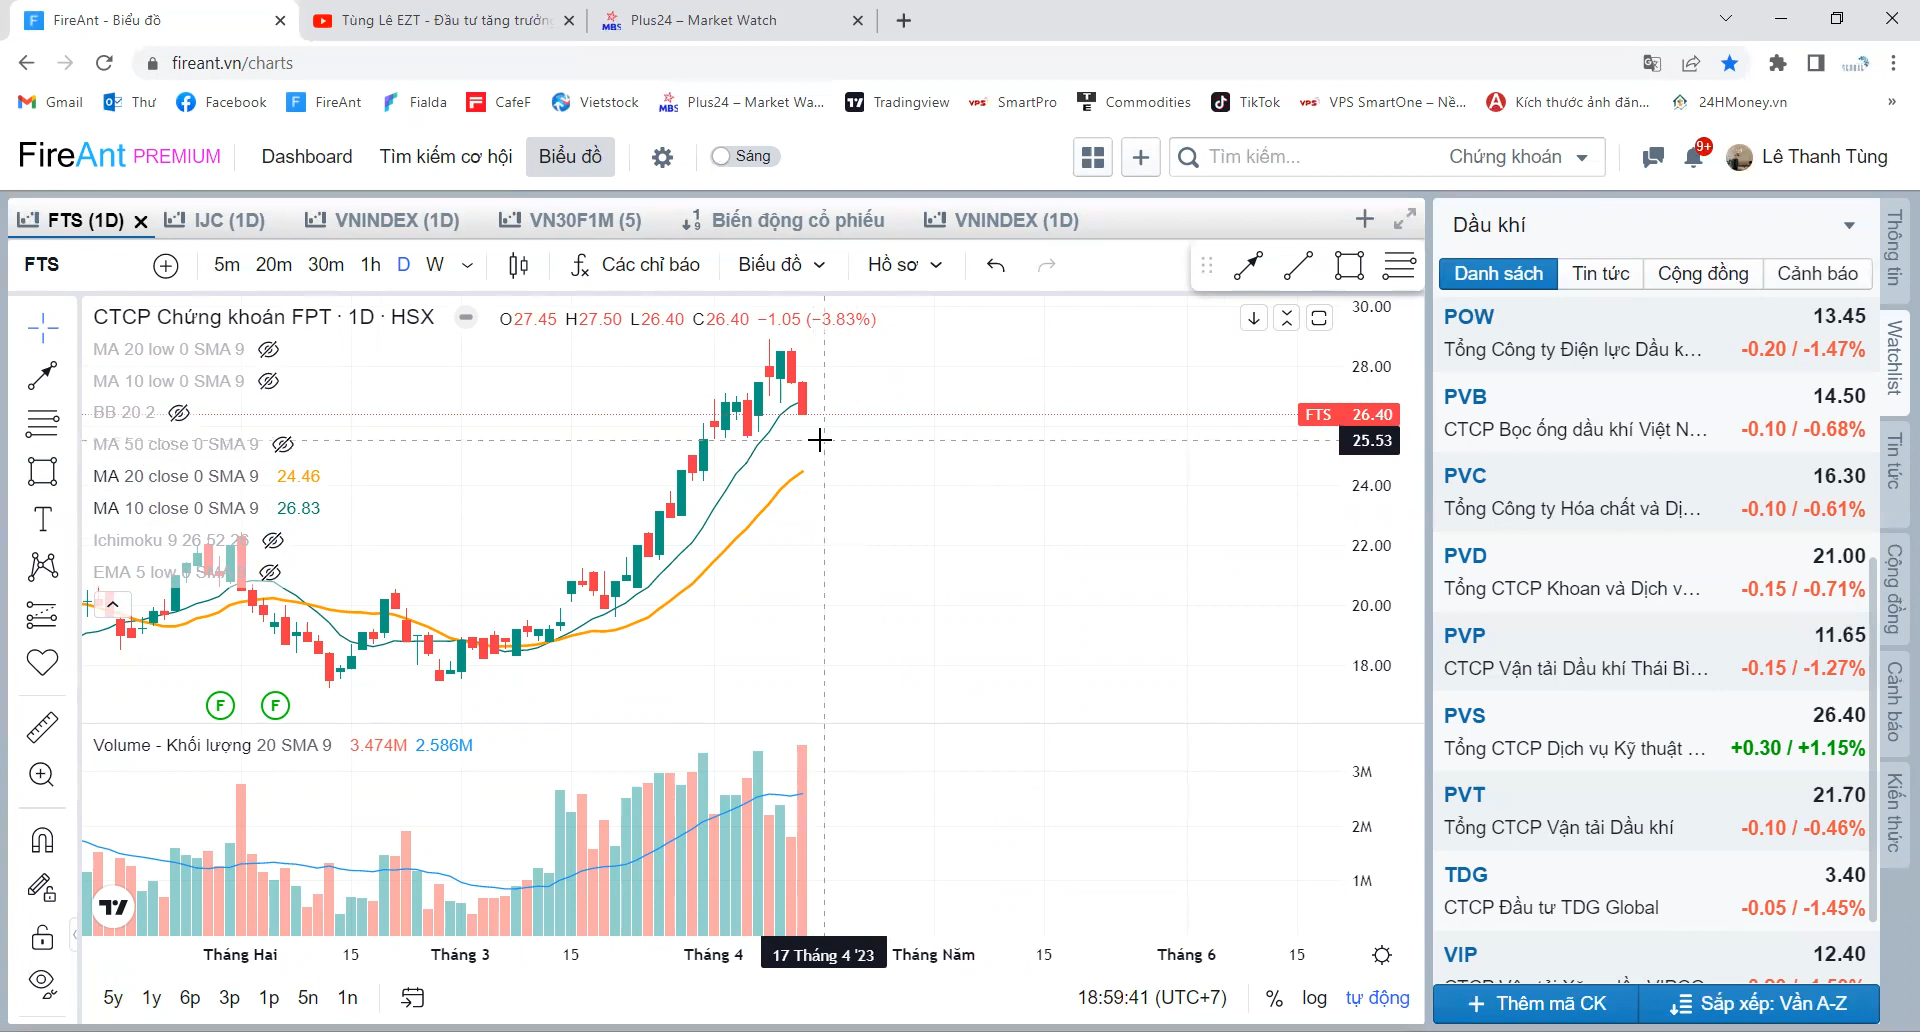 FireAnt - Biểu đồ
Tùng Lê EZT - Đầu tư tăng trưởng
MBS
Plus24 – Market Watch
fireant.vn/charts
Gmail
Thư
Facebook
FireAnt
Fialda
CafeF
Vietstock
MBS
Plus24 – Market Wa...
Tradingview
VPS
SmartPro
Commodities
TikTok
VPS
VPS SmartOne – Nề...
Kích thước ảnh đăn...
24HMoney.vn
FireAnt PREMIUM
Dashboard
Tìm kiếm cơ hội
Biểu đồ
Sáng
Tìm kiếm...
Chứng khoán
9+
Lê Thanh Tùng
FTS (1D)
IJC (1D)
VNINDEX (1D)
VN30F1M (5)
Biến động cổ phiếu
VNINDEX (1D)
FTS
5m 20m 30m 1h D W
Các chỉ báo
Biểu đồ
Hồ sơ
CTCP Chứng khoán FPT · 1D · HSX
O27.45 H27.50 L26.40 C26.40 −1.05 (−3.83%)
MA 20 low 0 SMA 9
MA 10 low 0 SMA 9
BB 20 2
MA 50 close 0 SMA 9
MA 20 close 0 SMA 9 24.46
MA 10 close 0 SMA 9 26.83
Ichimoku 9 26 52 26
EMA 5 low 0 SMA 9
30.00
28.00
FTS 26.40
25.53
24.00
22.00
20.00
18.00
F
F
Volume - Khối lượng 20 SMA 9 3.474M 2.586M
3M
2M
1M
Tháng Hai
15
Tháng 3
15
Tháng 4
17 Tháng 4 '23
Tháng Năm
15
Tháng 6
15
5y 1y 6p 3p 1p 5n 1n
18:59:41 (UTC+7)
%
log
tự động
Dầu khí
Danh sách
Tin tức
Cộng đồng
Cảnh báo
POW 13.45
Tổng Công ty Điện lực Dầu k... -0.20 / -1.47%
PVB 14.50
CTCP Bọc ống dầu khí Việt N... -0.10 / -0.68%
PVC 16.30
Tổng Công ty Hóa chất và Dị... -0.10 / -0.61%
PVD 21.00
Tổng CTCP Khoan và Dịch v... -0.15 / -0.71%
PVP 11.65
CTCP Vận tải Dầu khí Thái Bì... -0.15 / -1.27%
PVS 26.40
Tổng CTCP Dịch vụ Kỹ thuật ... +0.30 / +1.15%
PVT 21.70
Tổng CTCP Vận tải Dầu khí -0.10 / -0.46%
TDG 3.40
CTCP Đầu tư TDG Global -0.05 / -1.45%
VIP 12.40
Thêm mã CK
Sắp xếp: Vần A-Z
Thông tin
Watchlist
Tin tức
Cộng đồng
Cảnh báo
Kiến thức